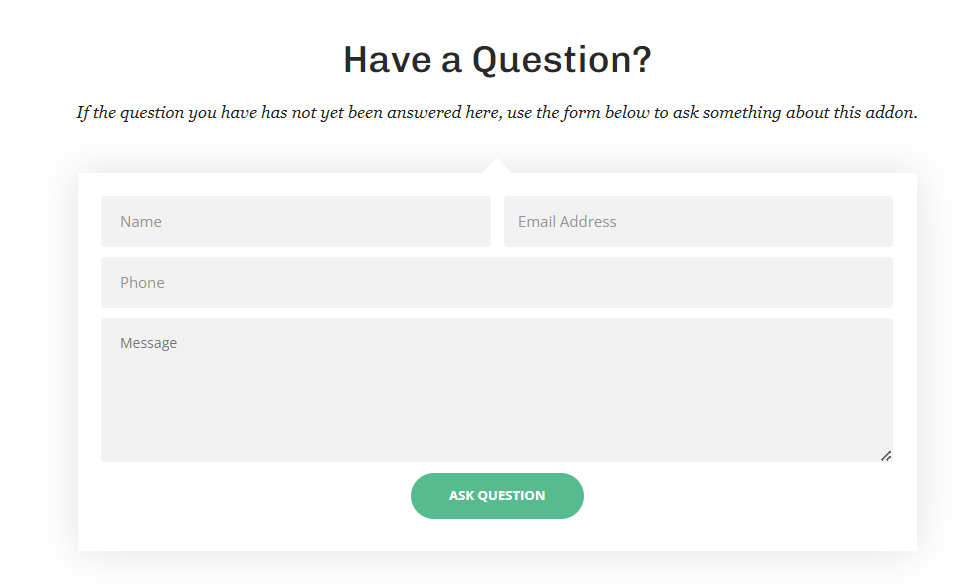 Have a Question?
If the question you have has not yet been answered here, use the form below to ask something about this addon.
Name
Email Address
Phone
Message
ASK QUESTION